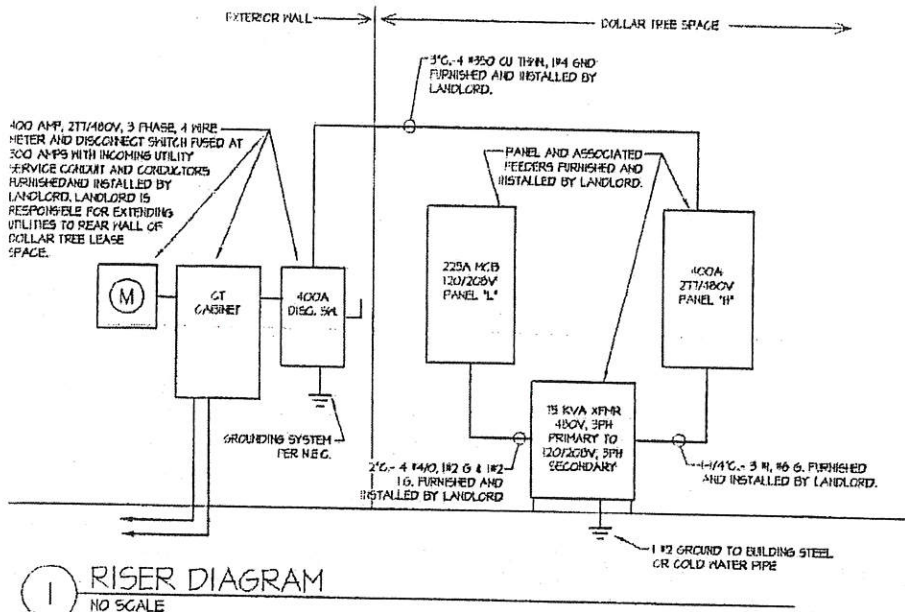 EXTERIOR WALL
DOLLAR TREE SPACE
3"C.-4 #350 CU THHN, 1#4 GND
FURNISHED AND INSTALLED BY
LANDLORD.
400 AMP, 277/480V, 3 PHASE, 4 WIRE
METER AND DISCONNECT SWITCH FUSED AT
300 AMPS WITH INCOMING UTILITY
SERVICE CONDUIT AND CONDUCTORS
FURNISHED AND INSTALLED BY
LANDLORD. LANDLORD IS
RESPONSIBLE FOR EXTENDING
UTILITIES TO REAR WALL OF
DOLLAR TREE LEASE
SPACE.
PANEL AND ASSOCIATED
FEEDERS FURNISHED AND
INSTALLED BY LANDLORD.
M
CT
CABINET
400A
DISC. SW.
225A MCB
120/208V
PANEL "L"
400A
277/480V
PANEL "H"
GROUNDING SYSTEM
PER N.E.C.
75 KVA XFMR
480V, 3PH
PRIMARY TO
120/208V, 3PH
SECONDARY
2"C.- 4 #4/0, 1#2 G & 1#2
I.G. FURNISHED AND
INSTALLED BY LANDLORD
1-1/4"C.- 3 #1, #6 G. FURNISHED
AND INSTALLED BY LANDLORD.
1 #2 GROUND TO BUILDING STEEL
OR COLD WATER PIPE
1
RISER DIAGRAM
NO SCALE